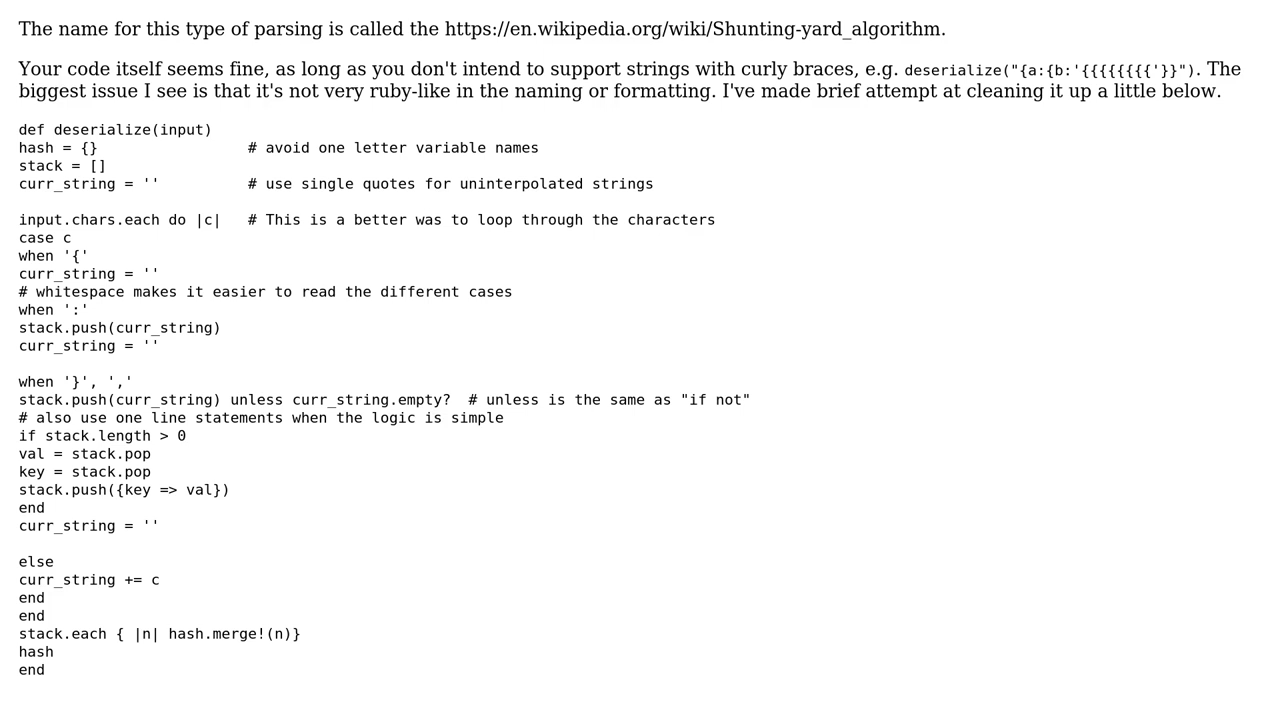 The name for this type of parsing is called the https://en.wikipedia.org/wiki/Shunting-yard_algorithm.
Your code itself seems fine, as long as you don't intend to support strings with curly braces, e.g. deserialize("{a:{b:'{{{{{{{{'}}"). The
biggest issue I see is that it's not very ruby-like in the naming or formatting. I've made brief attempt at cleaning it up a little below.
def deserialize(input)
hash = {}                 # avoid one letter variable names
stack = []
curr_string = ''          # use single quotes for uninterpolated strings

input.chars.each do |c|   # This is a better was to loop through the characters
case c
when '{'
curr_string = ''
# whitespace makes it easier to read the different cases
when ':'
stack.push(curr_string)
curr_string = ''

when '}', ','
stack.push(curr_string) unless curr_string.empty?  # unless is the same as "if not"
# also use one line statements when the logic is simple
if stack.length > 0
val = stack.pop
key = stack.pop
stack.push({key => val})
end
curr_string = ''

else
curr_string += c
end
end
stack.each { |n| hash.merge!(n)}
hash
end